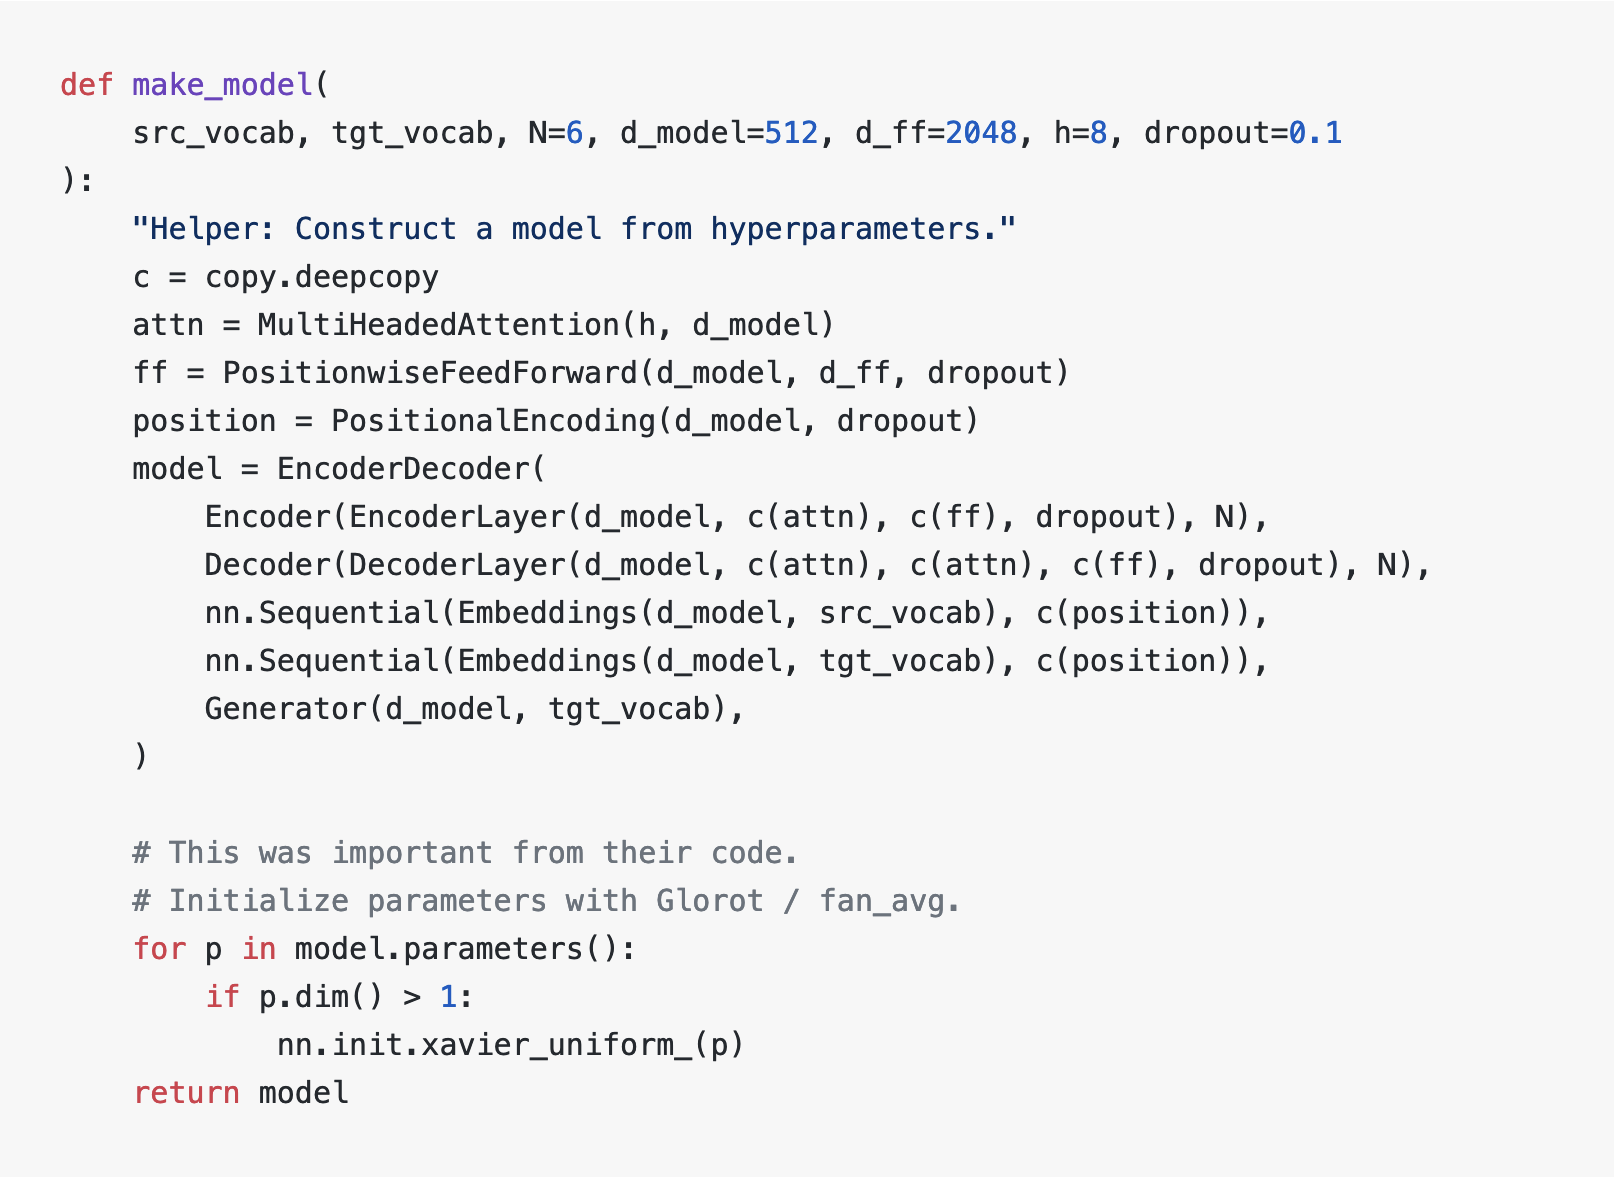 def make_model(
    src_vocab, tgt_vocab, N=6, d_model=512, d_ff=2048, h=8, dropout=0.1
):
    "Helper: Construct a model from hyperparameters."
    c = copy.deepcopy
    attn = MultiHeadedAttention(h, d_model)
    ff = PositionwiseFeedForward(d_model, d_ff, dropout)
    position = PositionalEncoding(d_model, dropout)
    model = EncoderDecoder(
        Encoder(EncoderLayer(d_model, c(attn), c(ff), dropout), N),
        Decoder(DecoderLayer(d_model, c(attn), c(attn), c(ff), dropout), N),
        nn.Sequential(Embeddings(d_model, src_vocab), c(position)),
        nn.Sequential(Embeddings(d_model, tgt_vocab), c(position)),
        Generator(d_model, tgt_vocab),
    )

    # This was important from their code.
    # Initialize parameters with Glorot / fan_avg.
    for p in model.parameters():
        if p.dim() > 1:
            nn.init.xavier_uniform_(p)
    return model